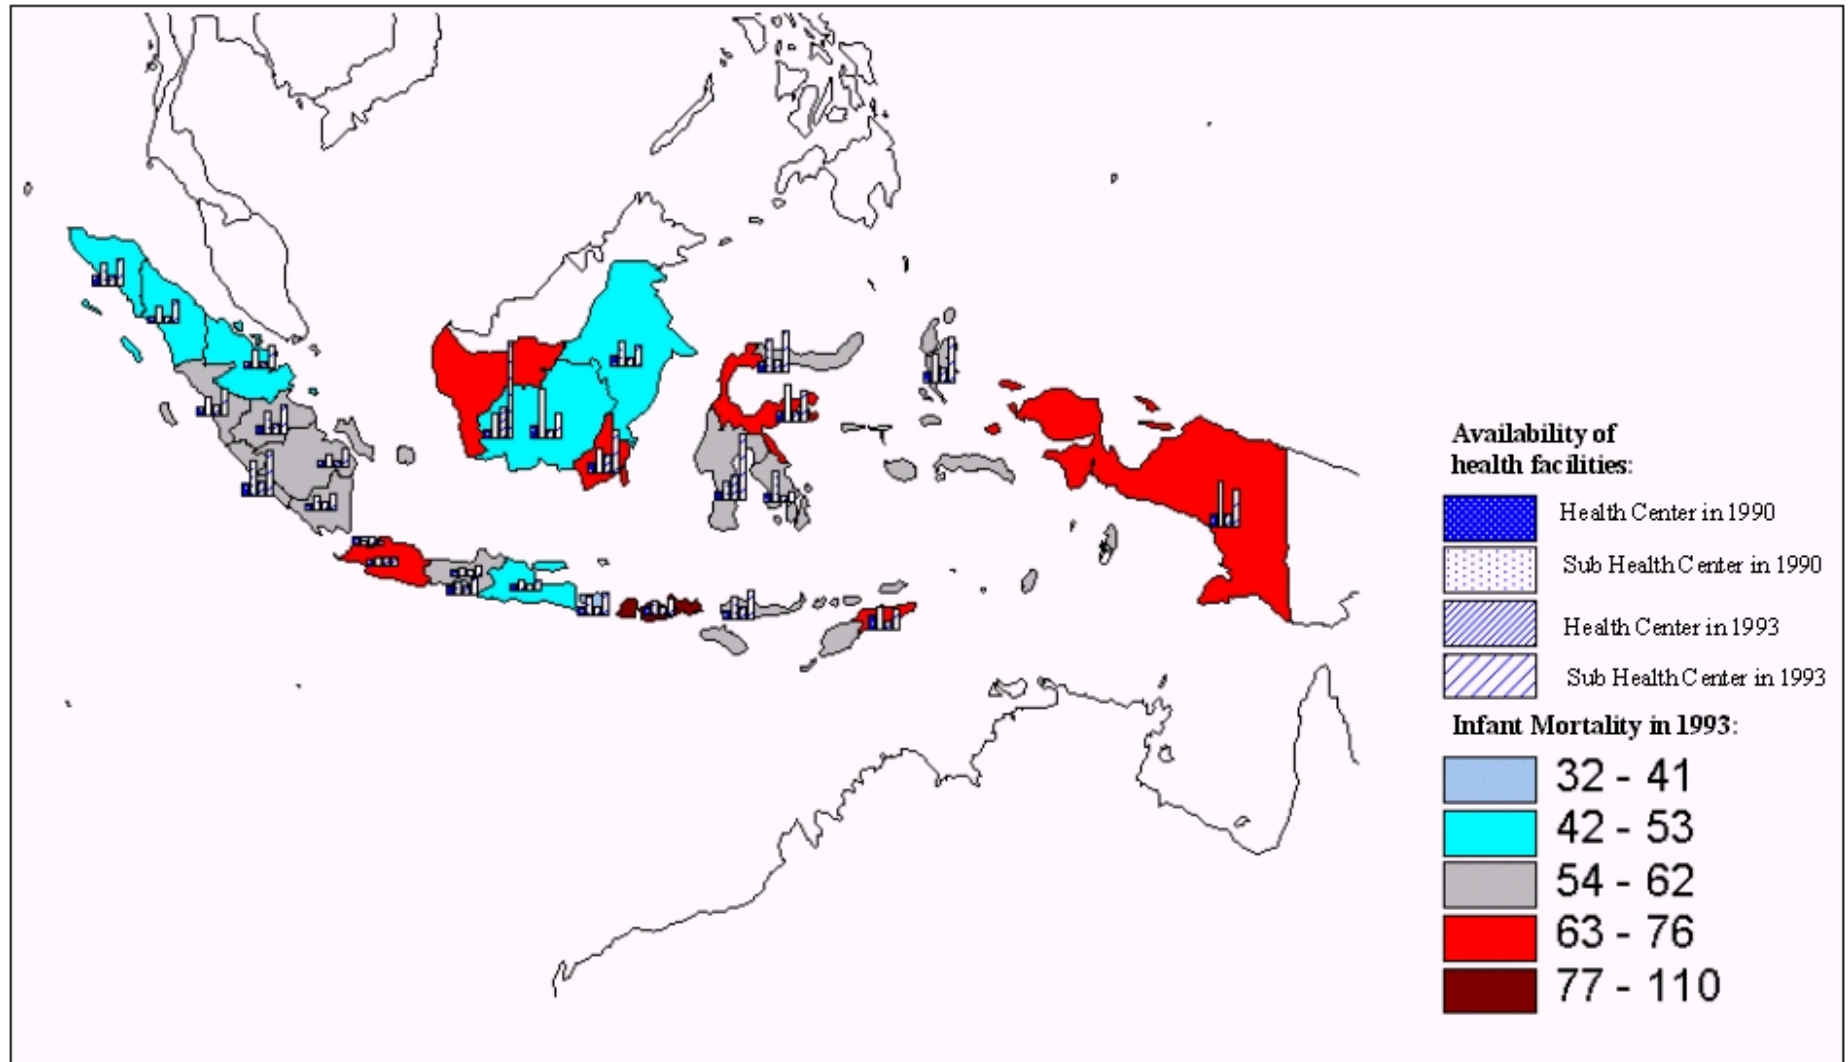 Availability of
health facilities:
Health Center in 1990
Sub Health Center in 1990
Health Center in 1993
Sub Health Center in 1993
Infant Mortality in 1993:
32 - 41
42 - 53
54 - 62
63 - 76
77 - 110